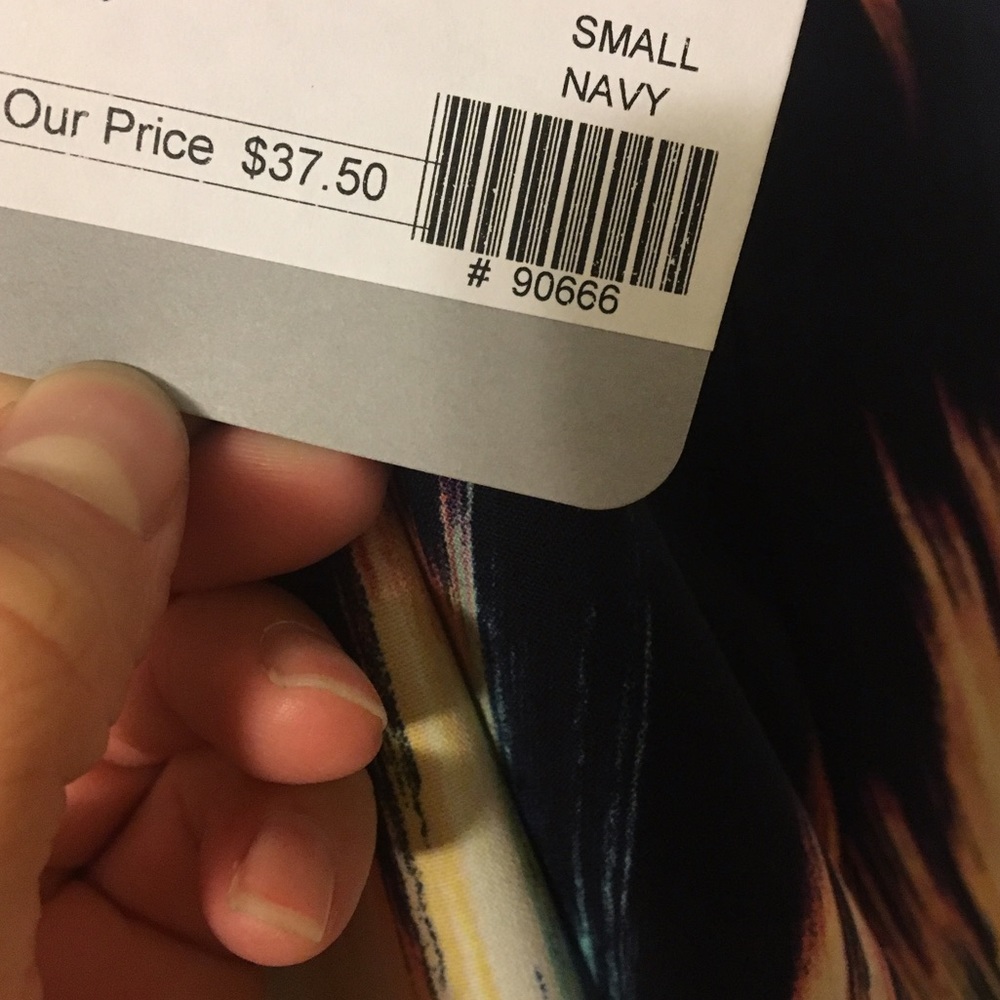 SMALL
NAVY
Our Price $37.50
# 90666